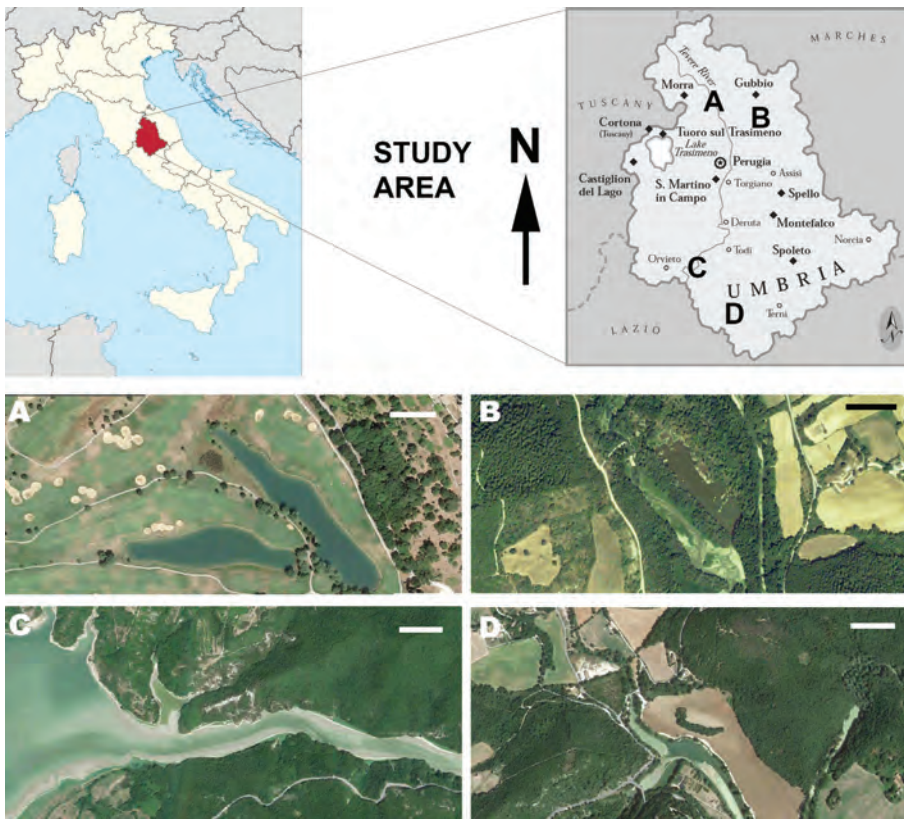 MARCHES
Tevere River
Morra
Gubbio
A
B
TUSCANY
Cortona
(Tuscany)
Tuoro sul Trasimeno
Lake
Trasimeno
STUDY
AREA
N
Perugia
Assisi
Castiglion
del Lago
S. Martino
in Campo
Torgiano
Spello
Deruta
Montefalco
Norcia
Todi
Orvieto
C
Spoleto
UMBRIA
D
Terni
LAZIO
N
A
B
C
D